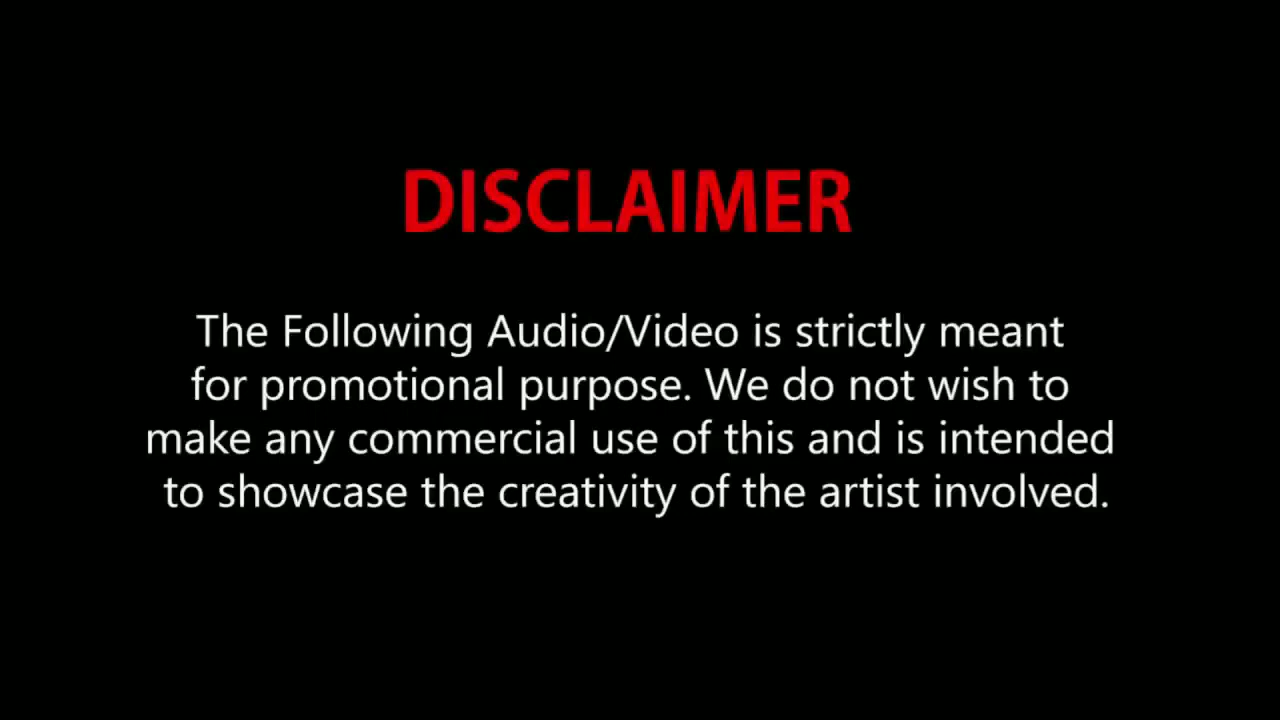 DISCLAIMER
The Following Audio/Video is strictly meant
for promotional purpose. We do not wish to
make any commercial use of this and is intended
to showcase the creativity of the artist involved.